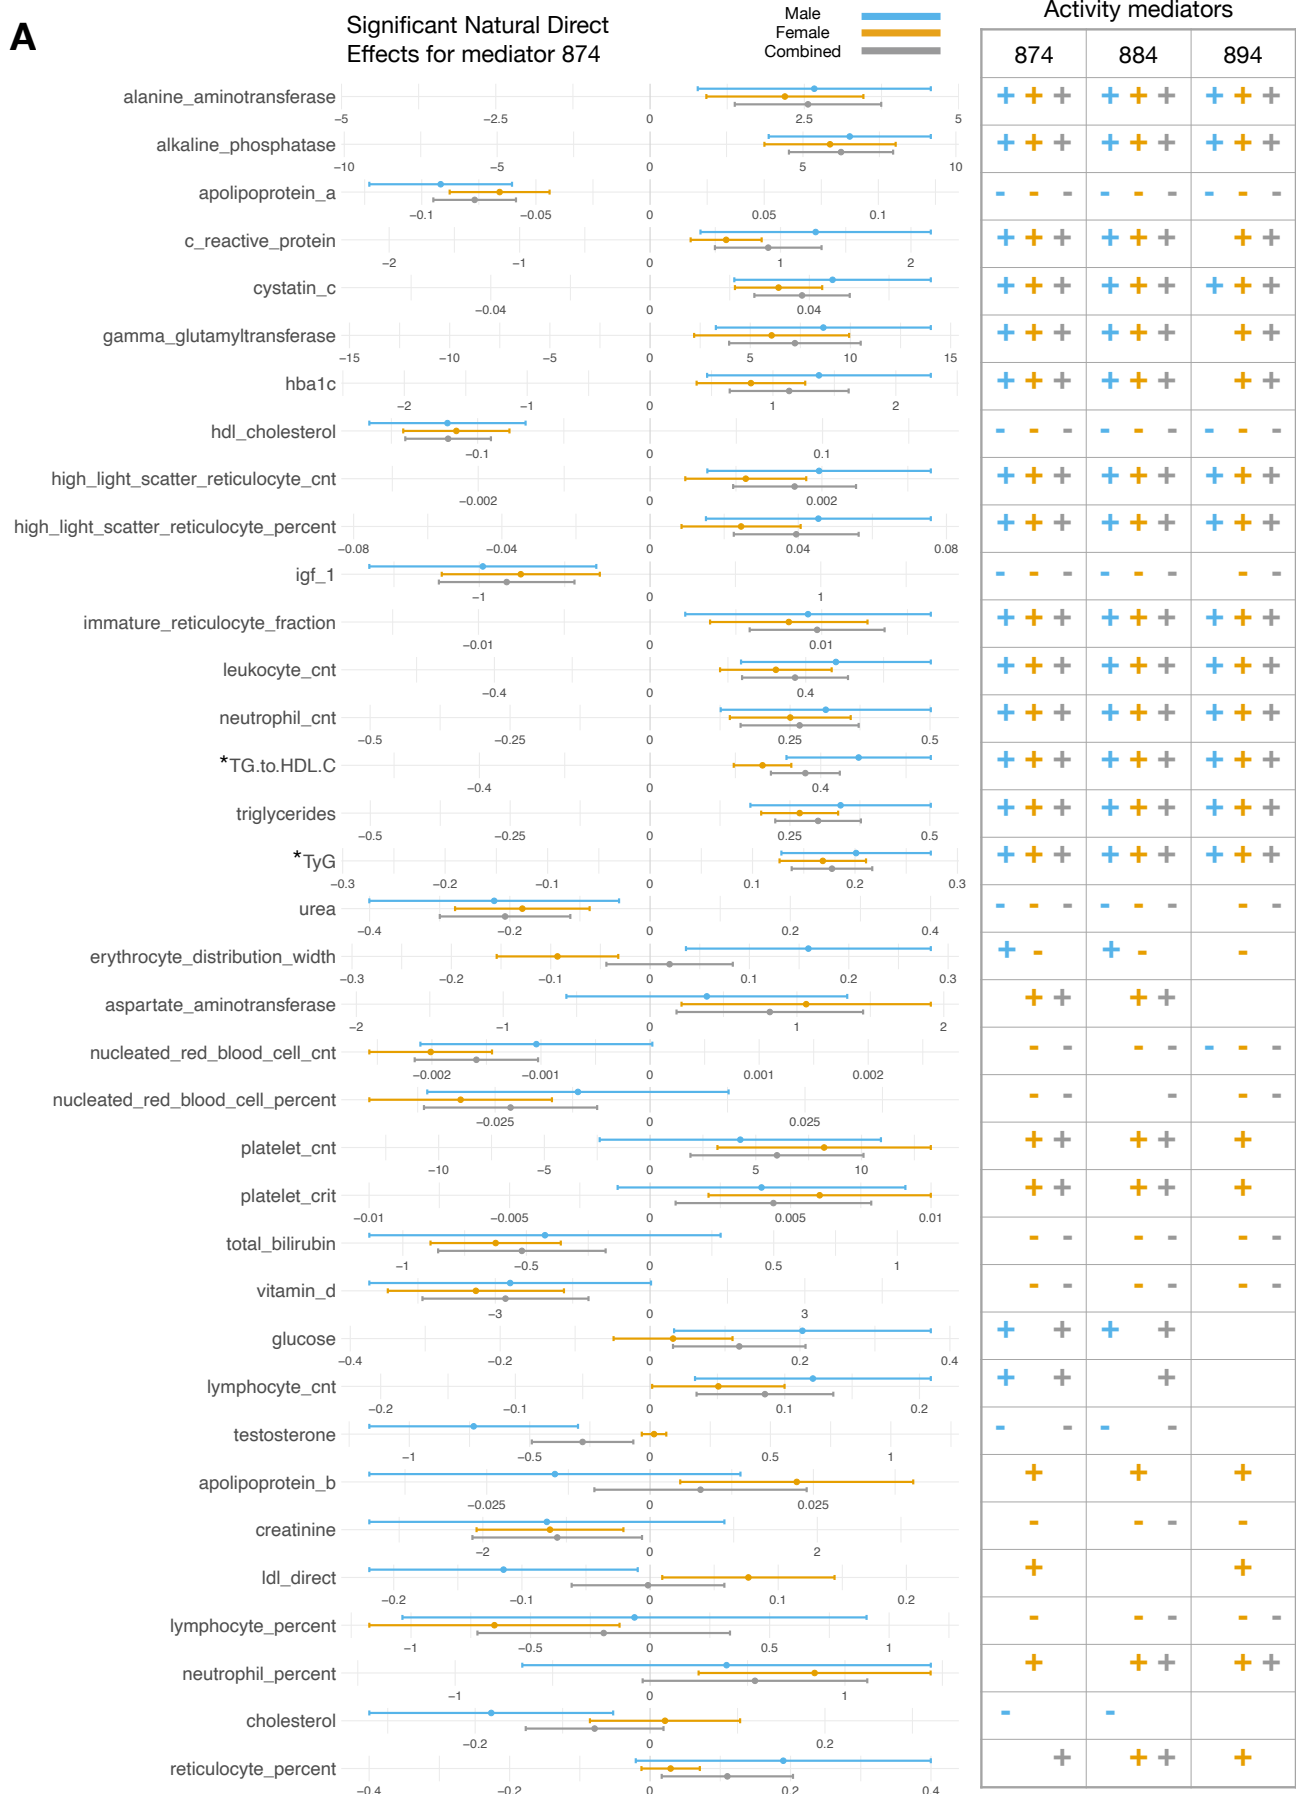 A
Significant Natural Direct
Effects for mediator 874
Male
Female
Combined
Activity mediators
874 884 894
alanine_aminotransferase + + + + + + + + +
−5 −2.5 0 2.5 5
alkaline_phosphatase + + + + + + + + +
−10 −5 0 5 10
apolipoprotein_a - - - - - - - - -
−0.1 −0.05 0 0.05 0.1
c_reactive_protein + + + + + + + +
−2 −1 0 1 2
cystatin_c + + + + + + + + +
−0.04 0 0.04
gamma_glutamyltransferase + + + + + + + +
−15 −10 −5 0 5 10 15
hba1c + + + + + + + +
−2 −1 0 1 2
hdl_cholesterol - - - - - - - - -
−0.1 0 0.1
high_light_scatter_reticulocyte_cnt + + + + + + + + +
−0.002 0 0.002
high_light_scatter_reticulocyte_percent + + + + + + + + +
−0.08 −0.04 0 0.04 0.08
igf_1 - - - - - - - -
−1 0 1
immature_reticulocyte_fraction + + + + + + + + +
−0.01 0 0.01
leukocyte_cnt + + + + + + + + +
−0.4 0 0.4
neutrophil_cnt + + + + + + + + +
−0.5 −0.25 0 0.25 0.5
*TG.to.HDL.C + + + + + + + + +
−0.4 0 0.4
triglycerides + + + + + + + + +
−0.5 −0.25 0 0.25 0.5
*TyG + + + + + + + + +
−0.3 −0.2 −0.1 0 0.1 0.2 0.3
urea - - - - - - - -
−0.4 −0.2 0 0.2 0.4
erythrocyte_distribution_width + - + - -
−0.3 −0.2 −0.1 0 0.1 0.2 0.3
aspartate_aminotransferase + + + +
−2 −1 0 1 2
nucleated_red_blood_cell_cnt - - - - - - -
−0.002 −0.001 0 0.001 0.002
nucleated_red_blood_cell_percent - - - - -
−0.025 0 0.025
platelet_cnt + + + + +
−10 −5 0 5 10
platelet_crit + + + + +
−0.01 −0.005 0 0.005 0.01
total_bilirubin - - - - - -
−1 −0.5 0 0.5 1
vitamin_d - - - - - -
−3 0 3
glucose + + + +
−0.4 −0.2 0 0.2 0.4
lymphocyte_cnt + + +
−0.2 −0.1 0 0.1 0.2
testosterone - - - -
−1 −0.5 0 0.5 1
apolipoprotein_b + + +
−0.025 0 0.025
creatinine - - - -
−2 0 2
ldl_direct + +
−0.2 −0.1 0 0.1 0.2
lymphocyte_percent - - - - -
−1 −0.5 0 0.5 1
neutrophil_percent + + + + +
−1 0 1
cholesterol - -
−0.2 0 0.2
reticulocyte_percent + + + +
−0.4 −0.2 0 0.2 0.4